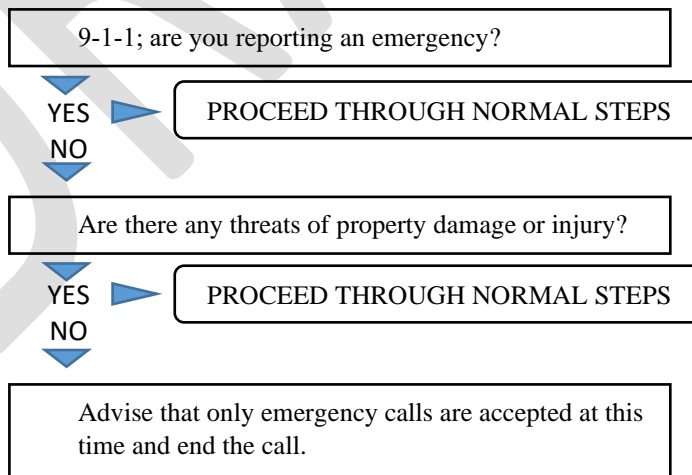 9-1-1; are you reporting an emergency?
YES
PROCEED THROUGH NORMAL STEPS
NO
Are there any threats of property damage or injury?
YES
PROCEED THROUGH NORMAL STEPS
NO
Advise that only emergency calls are accepted at this
time and end the call.